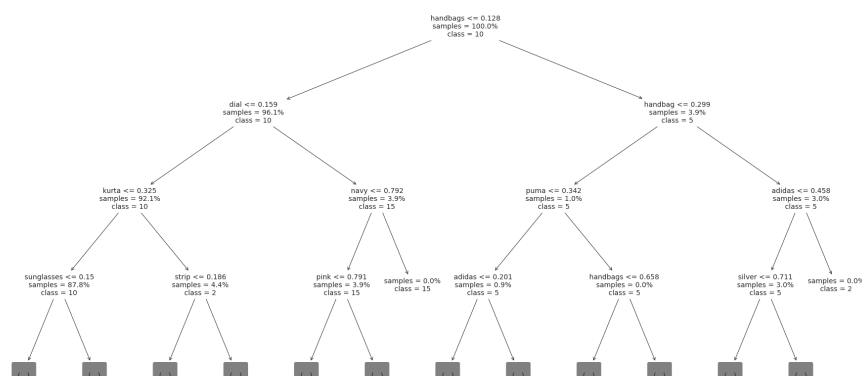 handbags <= 0.128
samples = 100.0%
class = 10
dial <= 0.159
samples = 96.1%
class = 10
handbag <= 0.299
samples = 3.9%
class = 5
kurta <= 0.325
samples = 92.1%
class = 10
navy <= 0.792
samples = 3.9%
class = 15
puma <= 0.342
samples = 1.0%
class = 5
adidas <= 0.458
samples = 3.0%
class = 5
sunglasses <= 0.15
samples = 87.8%
class = 10
strip <= 0.186
samples = 4.4%
class = 2
pink <= 0.791
samples = 3.9%
class = 15
samples = 0.0%
class = 15
adidas <= 0.201
samples = 0.9%
class = 5
handbags <= 0.658
samples = 0.0%
class = 5
silver <= 0.711
samples = 3.0%
class = 5
samples = 0.0%
class = 2